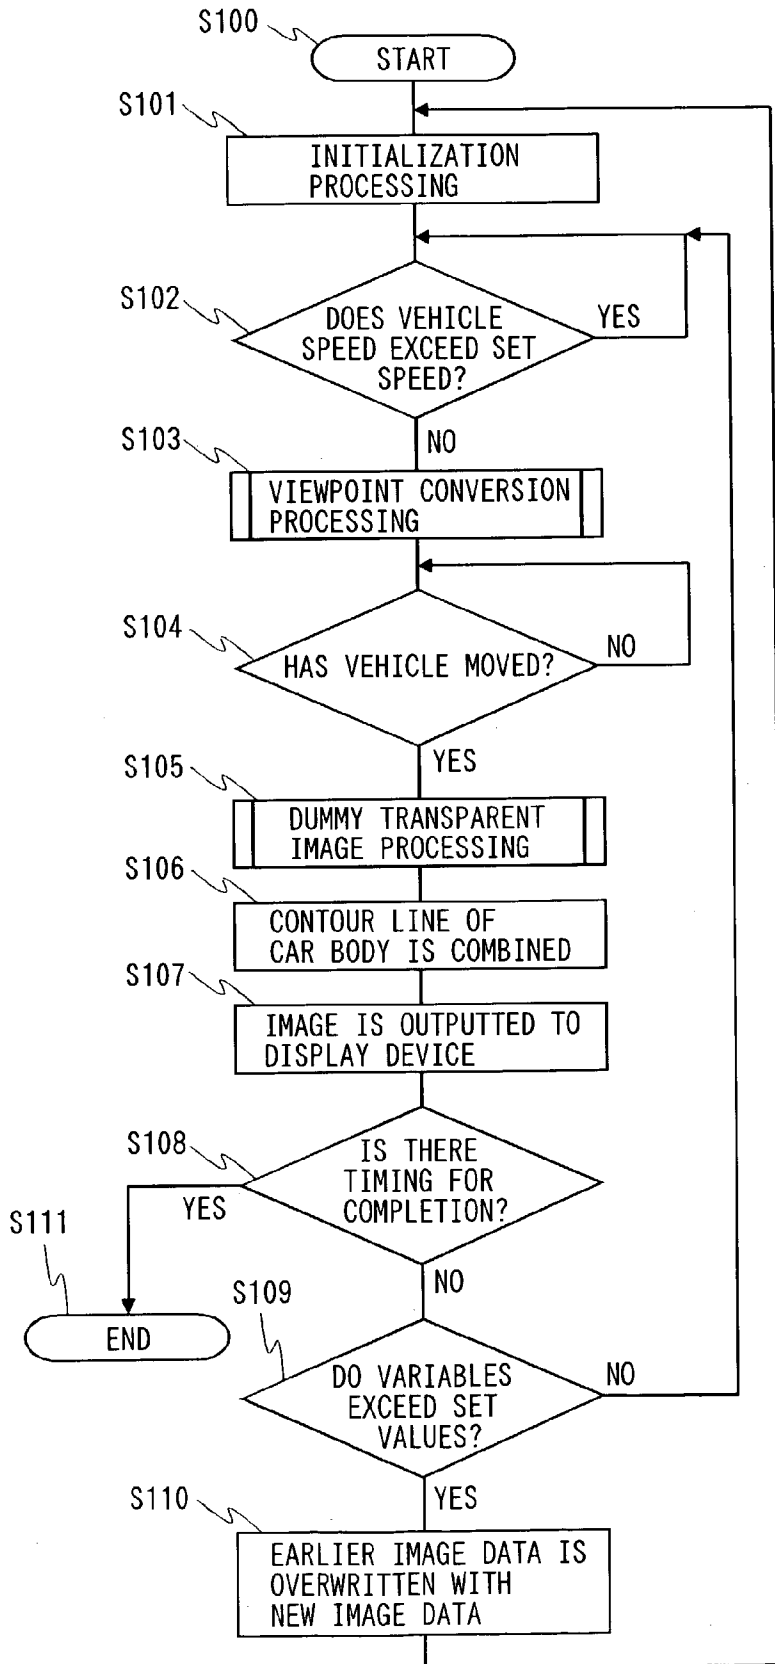 S100
START
S101
INITIALIZATION
PROCESSING
S102
DOES VEHICLE
SPEED EXCEED SET
SPEED?
YES
NO
S103
VIEWPOINT CONVERSION
PROCESSING
S104
HAS VEHICLE MOVED?
NO
YES
S105
DUMMY TRANSPARENT
IMAGE PROCESSING
S106
CONTOUR LINE OF
CAR BODY IS COMBINED
S107
IMAGE IS OUTPUTTED TO
DISPLAY DEVICE
S108
IS THERE
TIMING FOR
COMPLETION?
YES
NO
S111
END
S109
DO VARIABLES
EXCEED SET
VALUES?
NO
YES
S110
EARLIER IMAGE DATA IS
OVERWRITTEN WITH
NEW IMAGE DATA